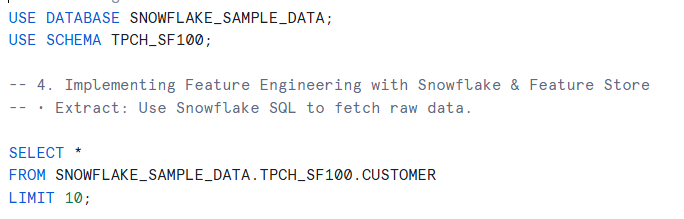 USE DATABASE SNOWFLAKE_SAMPLE_DATA;
USE SCHEMA TPCH_SF100;
-- 4. Implementing Feature Engineering with Snowflake & Feature Store
-- · Extract: Use Snowflake SQL to fetch raw data.
SELECT *
FROM SNOWFLAKE_SAMPLE_DATA.TPCH_SF100.CUSTOMER
LIMIT 10;